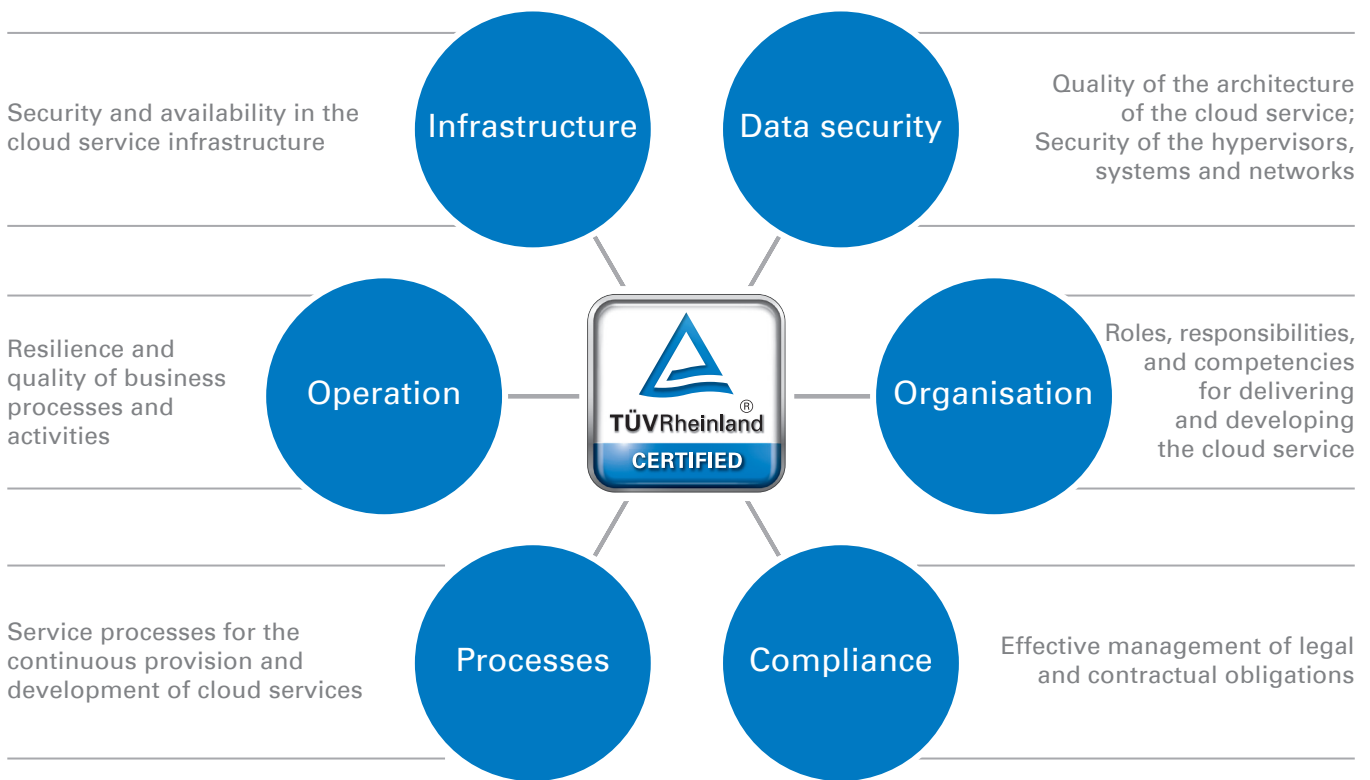 Security and availability in the
cloud service infrastructure
Infrastructure
Data security
Quality of the architecture
of the cloud service;
Security of the hypervisors,
systems and networks
Resilience and
quality of business
processes and
activities
Operation
TÜVRheinland®
CERTIFIED
Organisation
Roles, responsibilities,
and competencies
for delivering
and developing
the cloud service
Service processes for the
continuous provision and
development of cloud services
Processes
Compliance
Effective management of legal
and contractual obligations